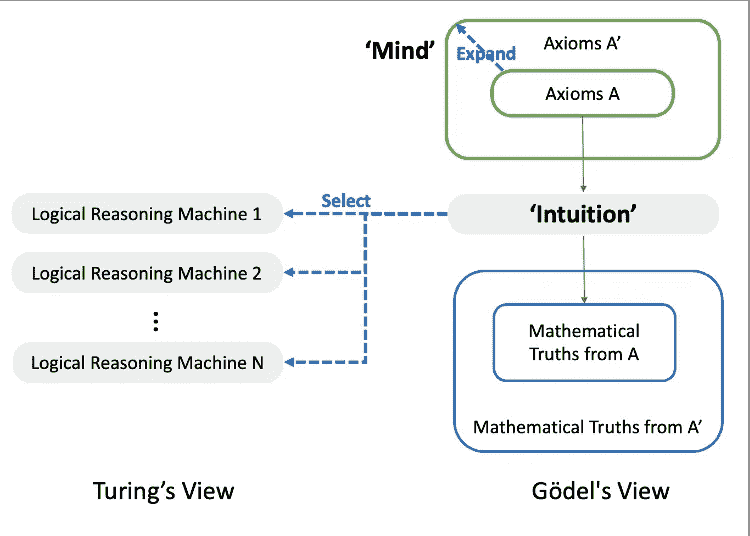 ‘Mind’
Expand
Axioms A’
Axioms A
Select
‘Intuition’
Logical Reasoning Machine 1
Logical Reasoning Machine 2
⋮
Logical Reasoning Machine N
Mathematical
Truths from A
Mathematical Truths from A’
Turing’s View
Gödel's View